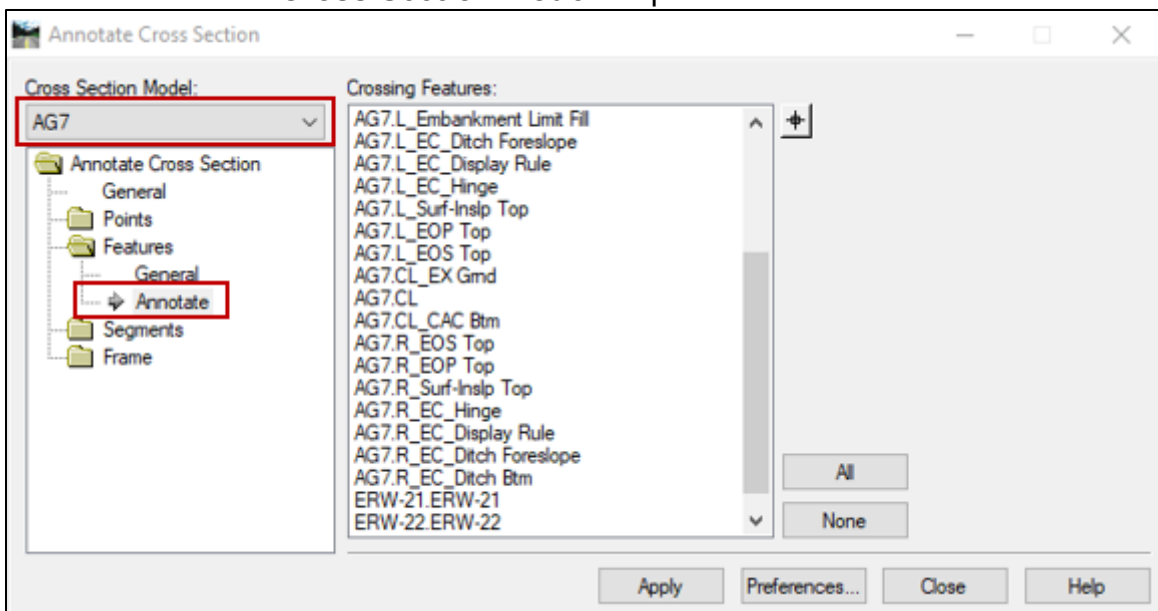 Annotate Cross Section
Cross Section Model:
AG7
Annotate Cross Section
General
Points
Features
General
Annotate
Segments
Frame
Crossing Features:
AG7.L_Embankment Limit Fill
AG7.L_EC_Ditch Foreslope
AG7.L_EC_Display Rule
AG7.L_EC_Hinge
AG7.L_Surf-Inslp Top
AG7.L_EOP Top
AG7.L_EOS Top
AG7.CL_EX Grnd
AG7.CL
AG7.CL_CAC Btm
AG7.R_EOS Top
AG7.R_EOP Top
AG7.R_Surf-Inslp Top
AG7.R_EC_Hinge
AG7.R_EC_Display Rule
AG7.R_EC_Ditch Foreslope
AG7.R_EC_Ditch Btm
ERW-21.ERW-21
ERW-22.ERW-22
All
None
Apply
Preferences...
Close
Help